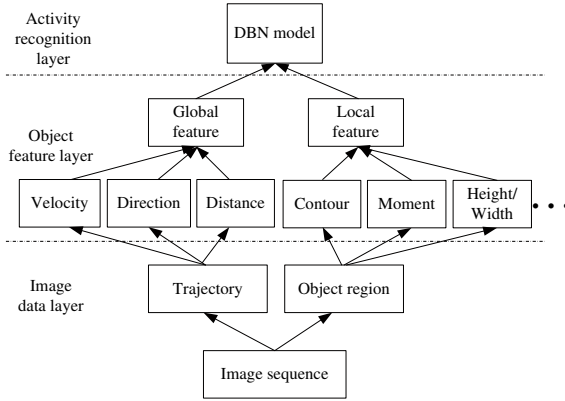 Activity
recognition
layer
DBN model
Global
feature
Local
feature
Object
feature layer
Velocity
Direction
Distance
Contour
Moment
Height/
Width
Image
data layer
Trajectory
Object region
Image sequence